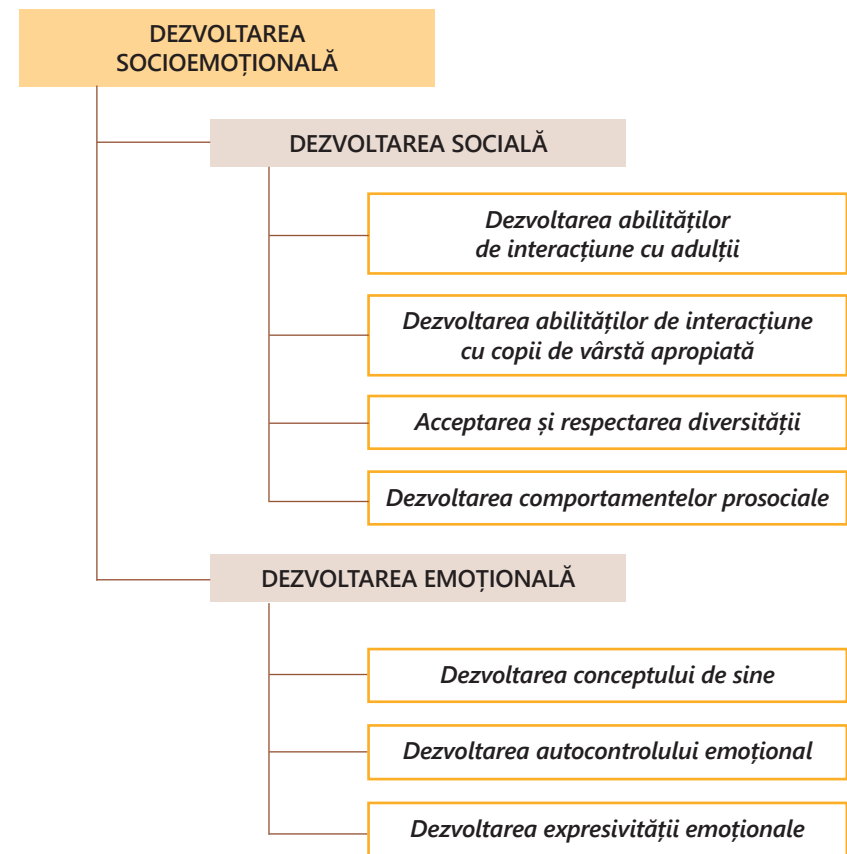 DEZVOLTAREA
SOCIOEMOȚIONALĂ
DEZVOLTAREA SOCIALĂ
Dezvoltarea abilităților
de interacțiune cu adulții
Dezvoltarea abilităților de interacțiune
cu copii de vârstă apropiată
Acceptarea și respectarea diversității
Dezvoltarea comportamentelor prosociale
DEZVOLTAREA EMOȚIONALĂ
Dezvoltarea conceptului de sine
Dezvoltarea autocontrolului emoțional
Dezvoltarea expresivității emoționale